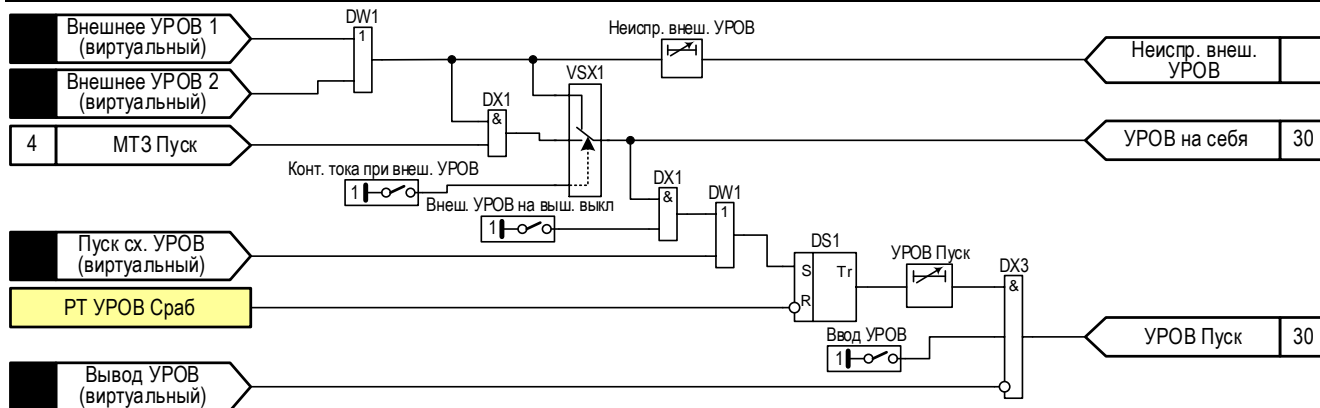 Внешнее УРОВ 1
(виртуальный)
DW1
1
Неиспр. внеш. УРОВ
Неиспр. внеш.
УРОВ
Внешнее УРОВ 2
(виртуальный)
VSX1
DX1
&
4 МТЗ Пуск
УРОВ на себя 30
Конт. тока при внеш. УРОВ
1
DX1
&
DW1
1
Внеш. УРОВ на выш. выкл
1
Пуск сх. УРОВ
(виртуальный)
DS1
S Tr
R
УРОВ Пуск
DX3
&
РТ УРОВ Сраб
Ввод УРОВ
1
УРОВ Пуск 30
Вывод УРОВ
(виртуальный)